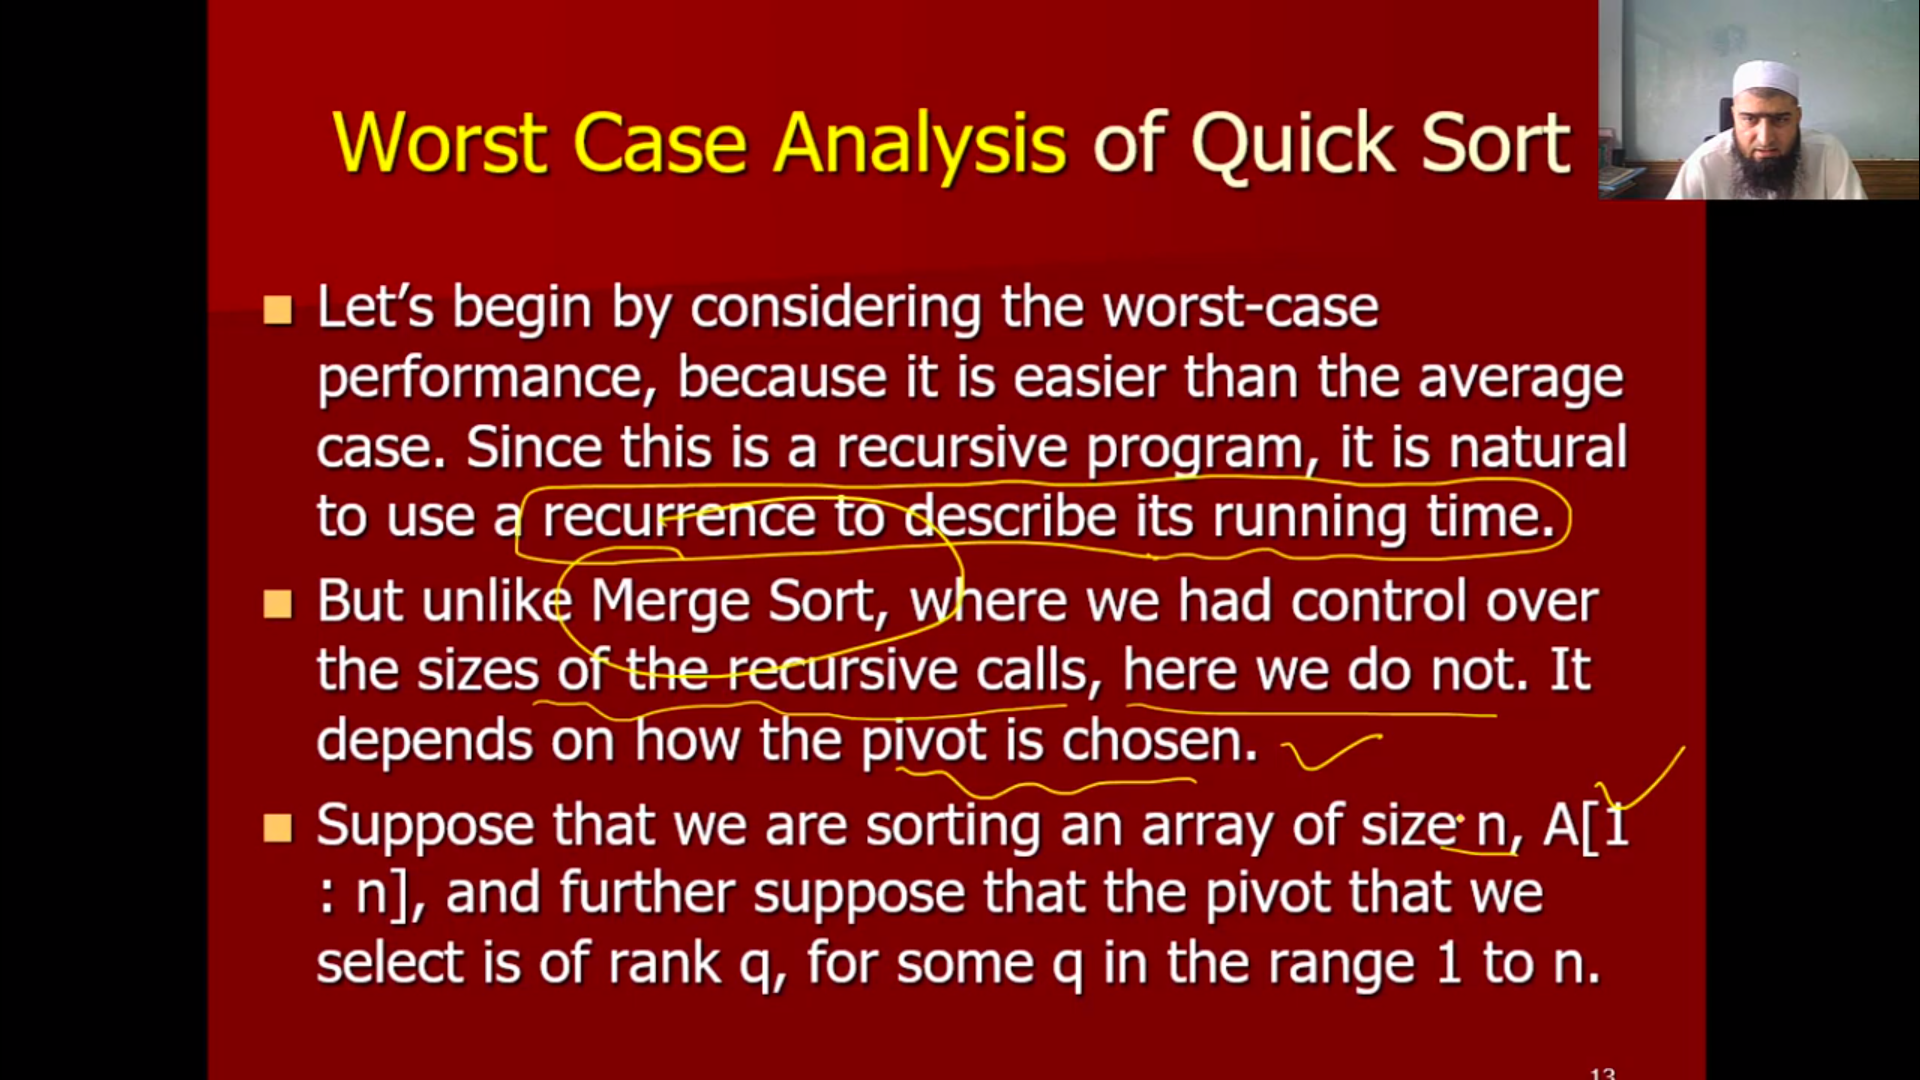 Worst Case Analysis of Quick Sort
Let’s begin by considering the worst-case
performance, because it is easier than the average
case. Since this is a recursive program, it is natural
to use a recurrence to describe its running time.
But unlike Merge Sort, where we had control over
the sizes of the recursive calls, here we do not. It
depends on how the pivot is chosen.
Suppose that we are sorting an array of size n, A[1
: n], and further suppose that the pivot that we
select is of rank q, for some q in the range 1 to n.
13